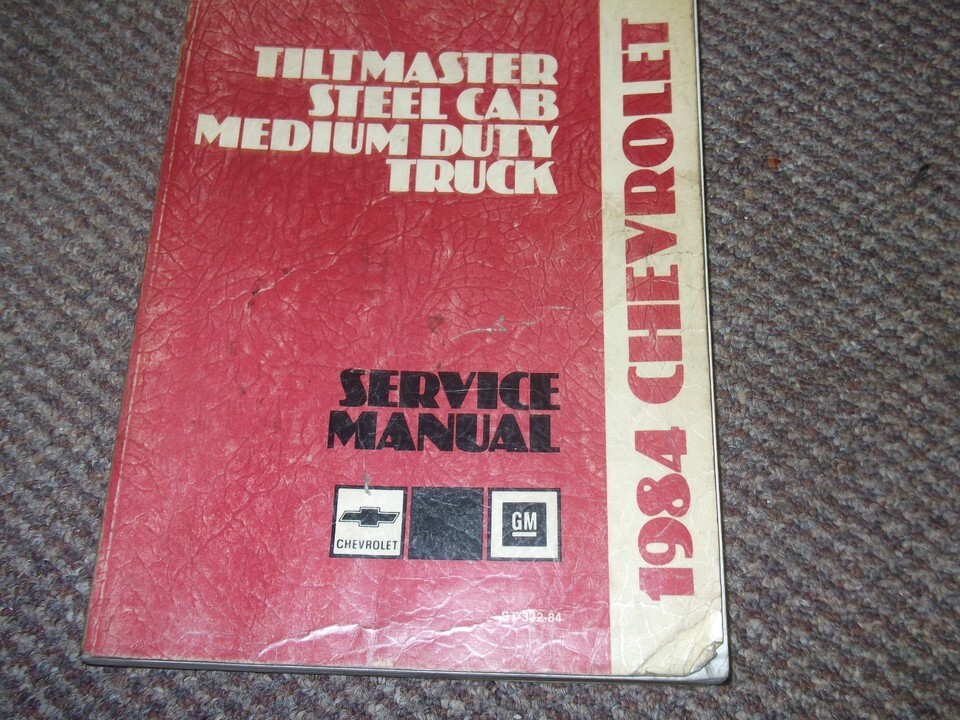 TILTMASTER
STEEL CAB
MEDIUM DUTY
TRUCK
1984 CHEVROLET
SERVICE
MANUAL
CHEVROLET
GM